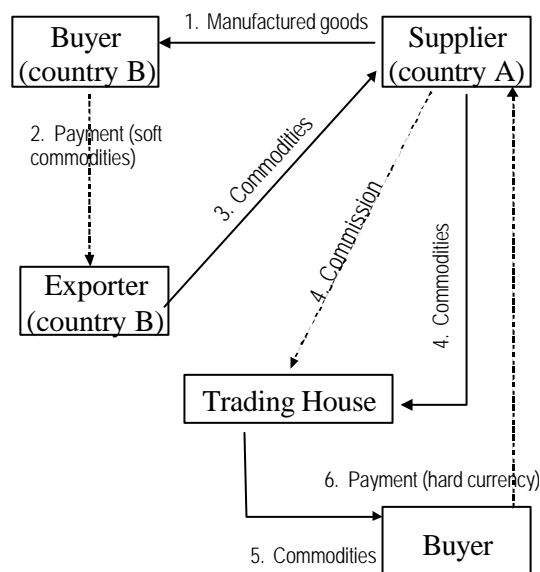 1. Manufactured goods
Buyer
(country B)
Supplier
(country A)
2. Payment (soft
commodities)
3. Commodities
4. Commission
4. Commodities
Exporter
(country B)
Trading House
6. Payment (hard currency)
5. Commodities
Buyer